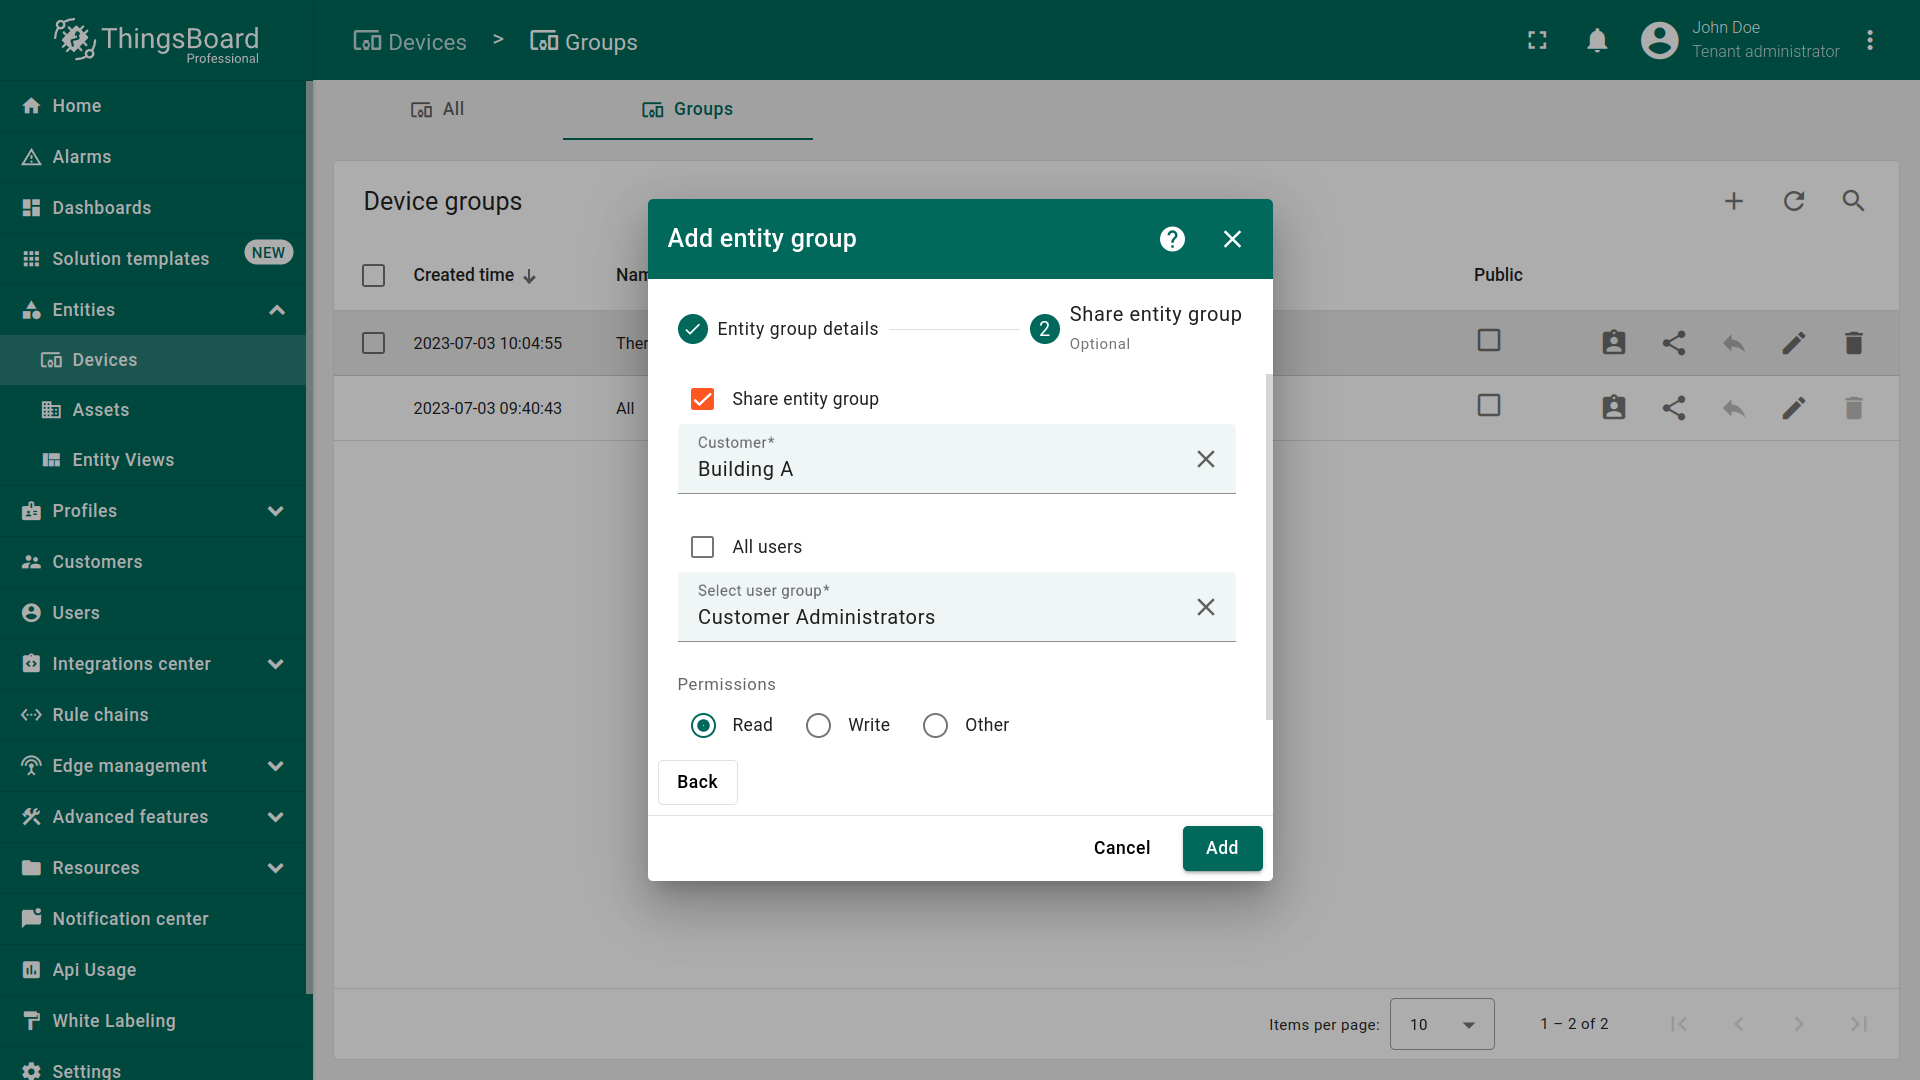 ThingsBoard
Professional
Devices > Groups
John Doe
Tenant administrator
Home
Alarms
Dashboards
Solution templates NEW
Entities
Devices
Assets
Entity Views
Profiles
Customers
Users
Integrations center
Rule chains
Edge management
Advanced features
Resources
Notification center
Api Usage
White Labeling
Settings
All Groups
Device groups
Created time Nam Public
2023-07-03 10:04:55 Ther
2023-07-03 09:40:43 All
Add entity group ?
Entity group details 2 Share entity group
Optional
Share entity group
Customer*
Building A
All users
Select user group*
Customer Administrators
Permissions
Read Write Other
Back
Cancel Add
Items per page: 10 1 – 2 of 2